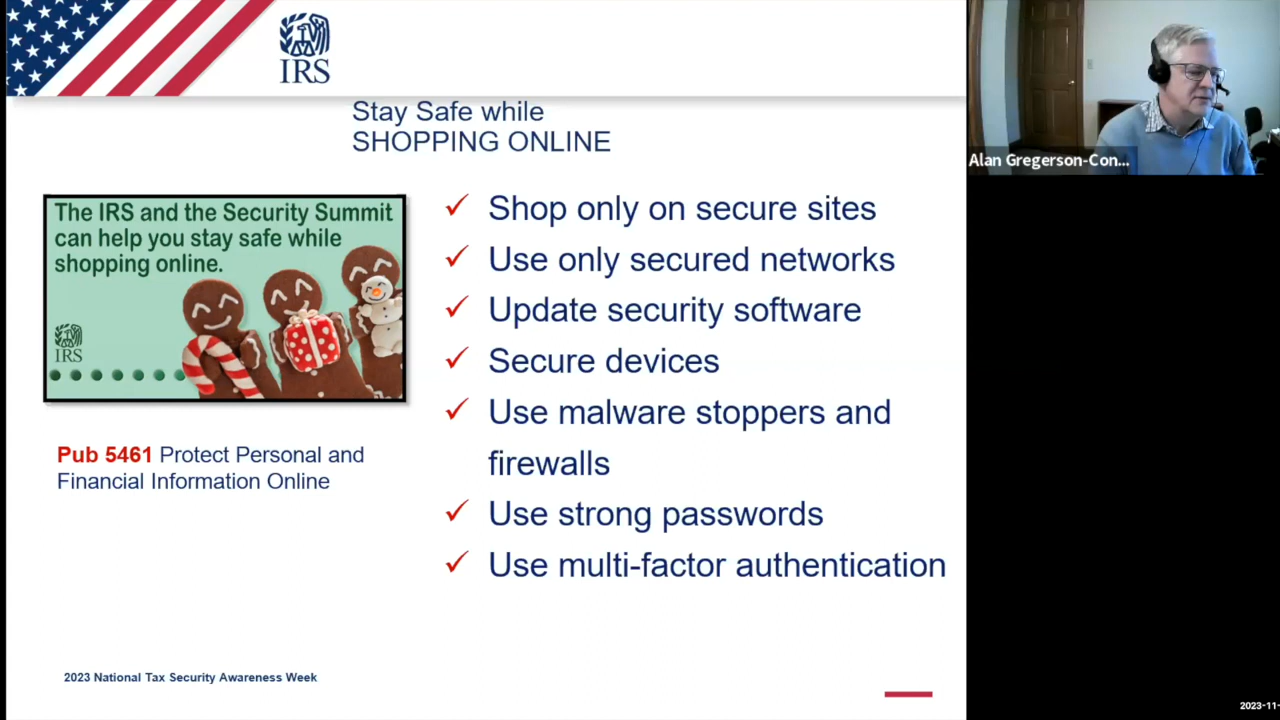 IRS
Stay Safe while
SHOPPING ONLINE
The IRS and the Security Summit
can help you stay safe while
shopping online.
IRS
Pub 5461 Protect Personal and
Financial Information Online
✓ Shop only on secure sites
✓ Use only secured networks
✓ Update security software
✓ Secure devices
✓ Use malware stoppers and
firewalls
✓ Use strong passwords
✓ Use multi-factor authentication
2023 National Tax Security Awareness Week
Alan Gregerson-Con...
2023-11-